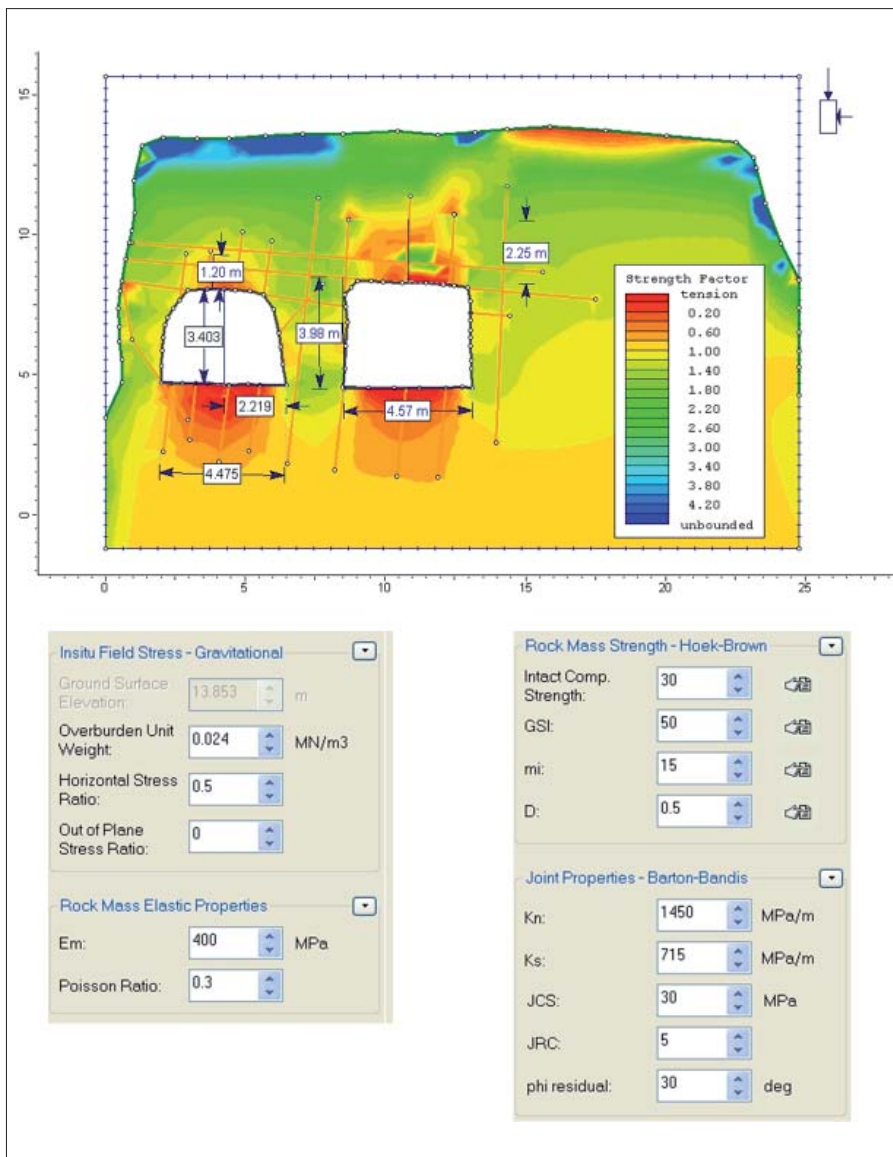 15
10
5
0
0
5
10
15
20
25
1.20 m
3.403
2.219
4.475
3.98 m
4.57 m
2.25 m
Strength Factor
tension
0.20
0.60
1.00
1.40
1.80
2.20
2.60
3.00
3.40
3.80
4.20
unbounded
Insitu Field Stress - Gravitational
Ground Surface
Elevation: 13.853 m
Overburden Unit
Weight: 0.024 MN/m3
Horizontal Stress
Ratio: 0.5
Out of Plane
Stress Ratio: 0
Rock Mass Elastic Properties
Em: 400 MPa
Poisson Ratio: 0.3
Rock Mass Strength - Hoek-Brown
Intact Comp.
Strength: 30
GSI: 50
mi: 15
D: 0.5
Joint Properties - Barton-Bandis
Kn: 1450 MPa/m
Ks: 715 MPa/m
JCS: 30 MPa
JRC: 5
phi residual: 30 deg